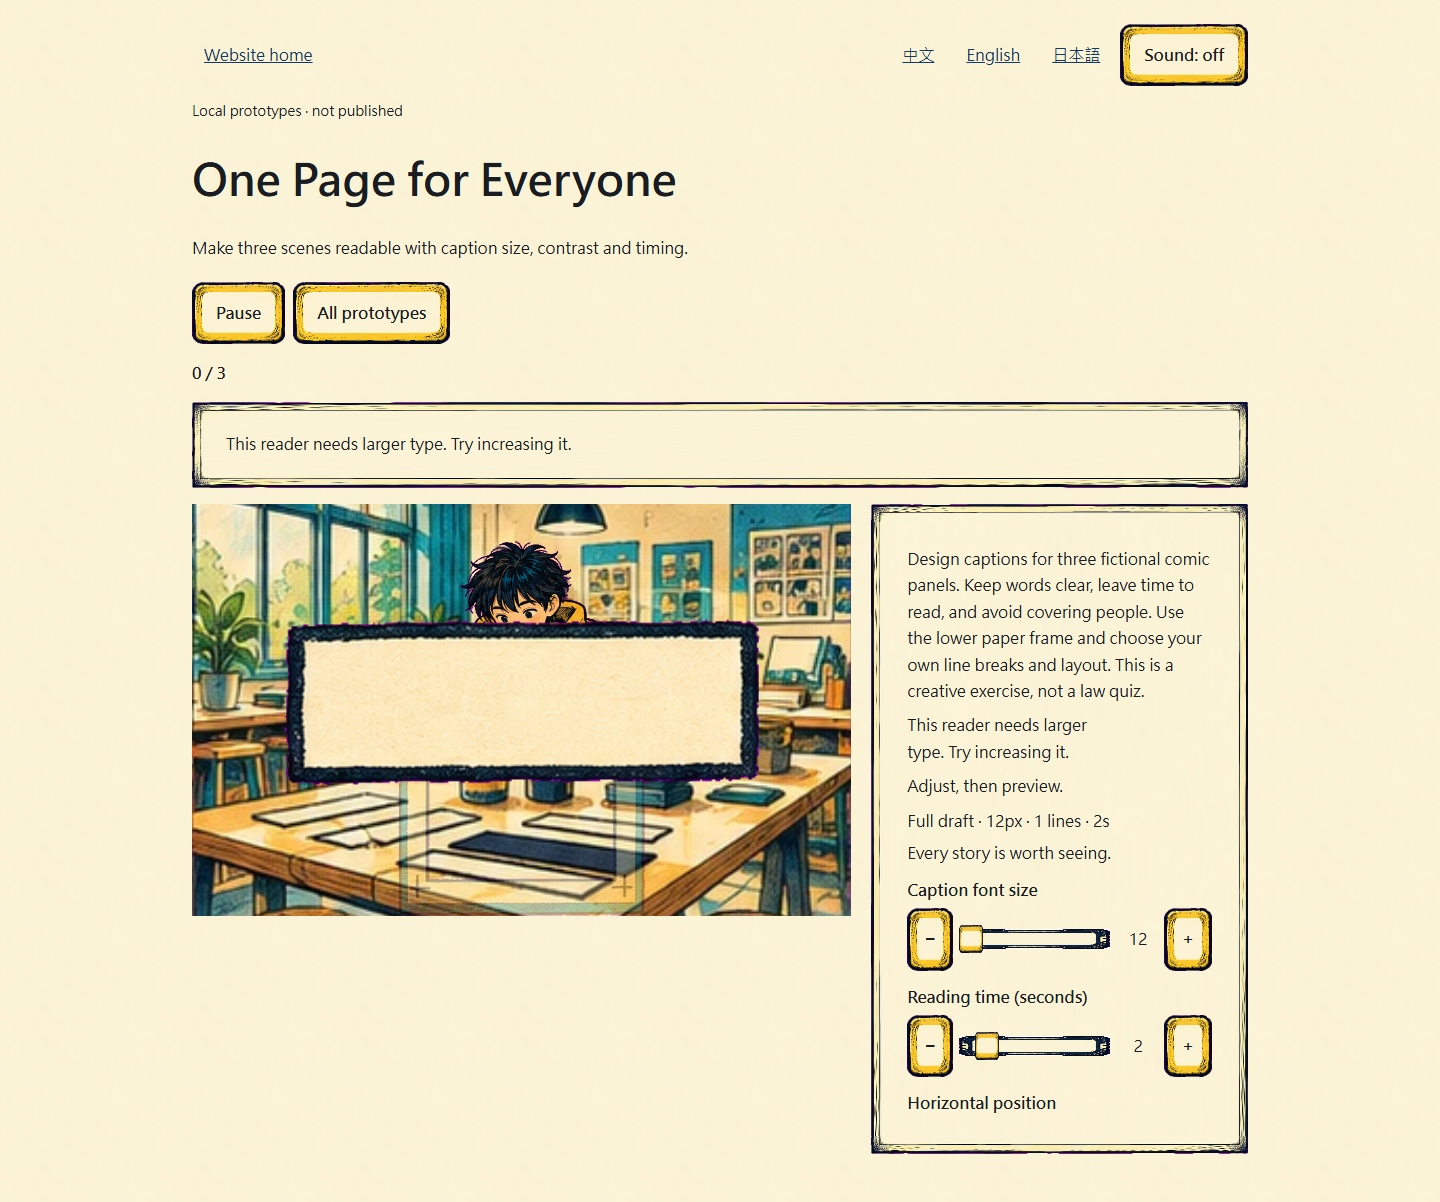 Website home
中文
English
日本語
Sound: off
Local prototypes · not published
One Page for Everyone
Make three scenes readable with caption size, contrast and timing.
Pause
All prototypes
0 / 3
This reader needs larger type. Try increasing it.
Design captions for three fictional comic
panels. Keep words clear, leave time to
read, and avoid covering people. Use
the lower paper frame and choose your
own line breaks and layout. This is a
creative exercise, not a law quiz.
This reader needs larger
type. Try increasing it.
Adjust, then preview.
Full draft · 12px · 1 lines · 2s
Every story is worth seeing.
Caption font size
− 12 +
Reading time (seconds)
− 2 +
Horizontal position